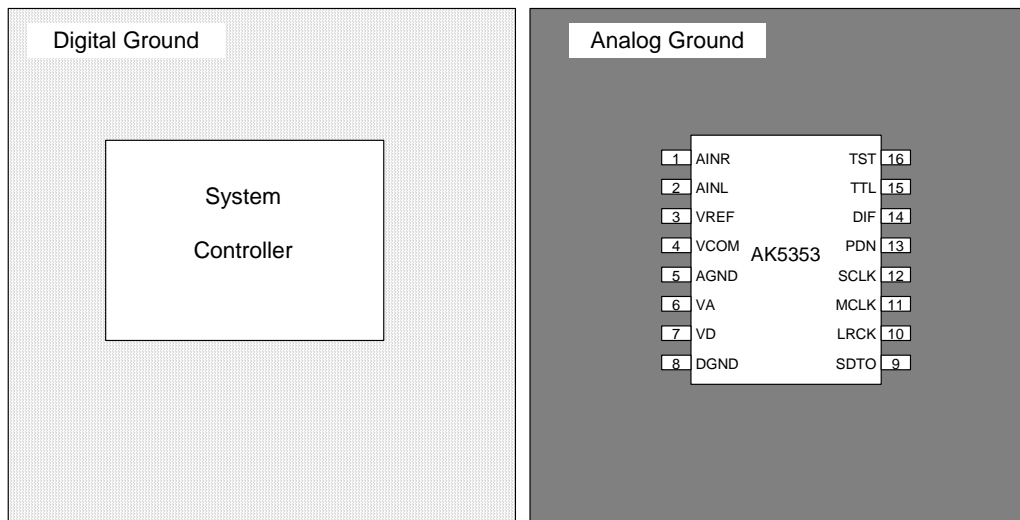 Digital Ground
System
Controller
Analog Ground
1 AINR TST 16
2 AINL TTL 15
3 VREF DIF 14
4 VCOM PDN 13
AK5353
5 AGND SCLK 12
6 VA MCLK 11
7 VD LRCK 10
8 DGND SDTO 9